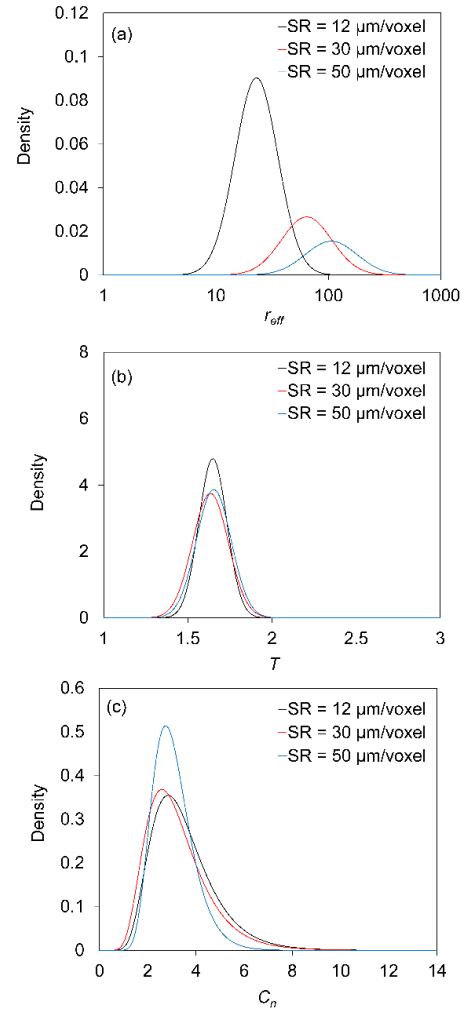 0.12
(a)
SR = 12 µm/voxel
SR = 30 µm/voxel
SR = 50 µm/voxel
0.1
0.08
0.06
0.04
0.02
0
Density
1 10 100 1000
r_eff
8
(b)
SR = 12 µm/voxel
SR = 30 µm/voxel
SR = 50 µm/voxel
6
4
2
0
Density
1 1.5 2 2.5 3
T
0.6
(c)
SR = 12 µm/voxel
SR = 30 µm/voxel
SR = 50 µm/voxel
0.5
0.4
0.3
0.2
0.1
0
Density
0 2 4 6 8 10 12 14
C_n